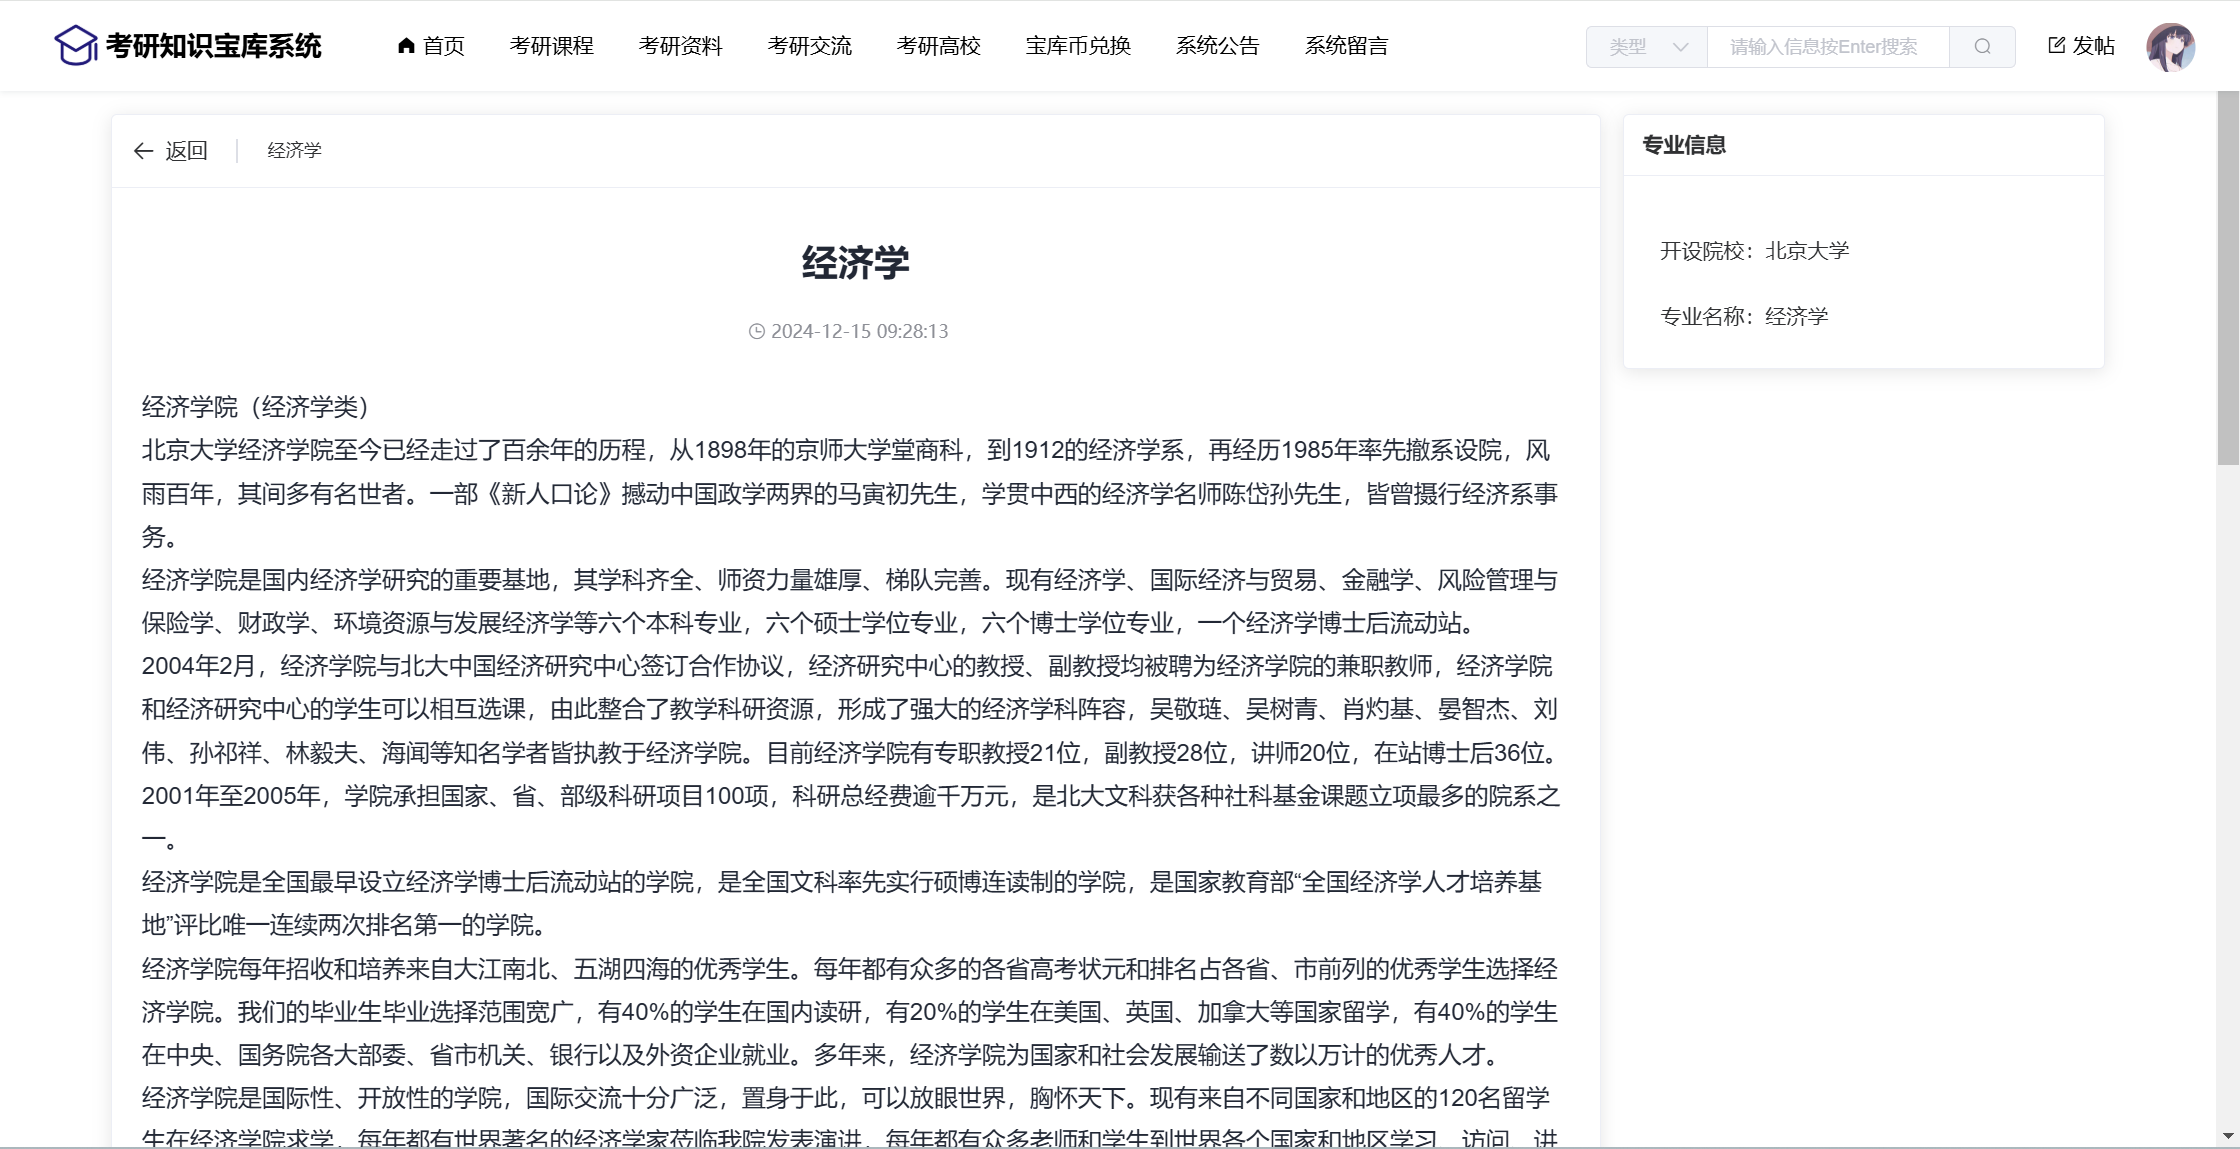 考研知识宝库系统
首页
考研课程
考研资料
考研交流
考研高校
宝库币兑换
系统公告
系统留言
类型
请输入信息按Enter搜索
发帖
返回
经济学
经济学
2024-12-15 09:28:13
经济学院（经济学类）
北京大学经济学院至今已经走过了百余年的历程，从1898年的京师大学堂商科，到1912的经济学系，再经历1985年率先撤系设院，风
雨百年，其间多有名世者。一部《新人口论》撼动中国政学两界的马寅初先生，学贯中西的经济学名师陈岱孙先生，皆曾摄行经济系事
务。
经济学院是国内经济学研究的重要基地，其学科齐全、师资力量雄厚、梯队完善。现有经济学、国际经济与贸易、金融学、风险管理与
保险学、财政学、环境资源与发展经济学等六个本科专业，六个硕士学位专业，六个博士学位专业，一个经济学博士后流动站。
2004年2月，经济学院与北大中国经济研究中心签订合作协议，经济研究中心的教授、副教授均被聘为经济学院的兼职教师，经济学院
和经济研究中心的学生可以相互选课，由此整合了教学科研资源，形成了强大的经济学科阵容，吴敬琏、吴树青、肖灼基、晏智杰、刘
伟、孙祁祥、林毅夫、海闻等知名学者皆执教于经济学院。目前经济学院有专职教授21位，副教授28位，讲师20位，在站博士后36位。
2001年至2005年，学院承担国家、省、部级科研项目100项，科研总经费逾千万元，是北大文科获各种社科基金课题立项最多的院系之
一。
经济学院是全国最早设立经济学博士后流动站的学院，是全国文科率先实行硕博连读制的学院，是国家教育部“全国经济学人才培养基
地”评比唯一连续两次排名第一的学院。
经济学院每年招收和培养来自大江南北、五湖四海的优秀学生。每年都有众多的各省高考状元和排名占各省、市前列的优秀学生选择经
济学院。我们的毕业生毕业选择范围宽广，有40%的学生在国内读研，有20%的学生在美国、英国、加拿大等国家留学，有40%的学生
在中央、国务院各大部委、省市机关、银行以及外资企业就业。多年来，经济学院为国家和社会发展输送了数以万计的优秀人才。
经济学院是国际性、开放性的学院，国际交流十分广泛，置身于此，可以放眼世界，胸怀天下。现有来自不同国家和地区的120名留学
生在经济学院求学，每年都有世界著名的经济学家莅临我院发表演讲，每年都有众多老师和学生到世界各个国家和地区学习、访问、讲
专业信息
开设院校：北京大学
专业名称：经济学